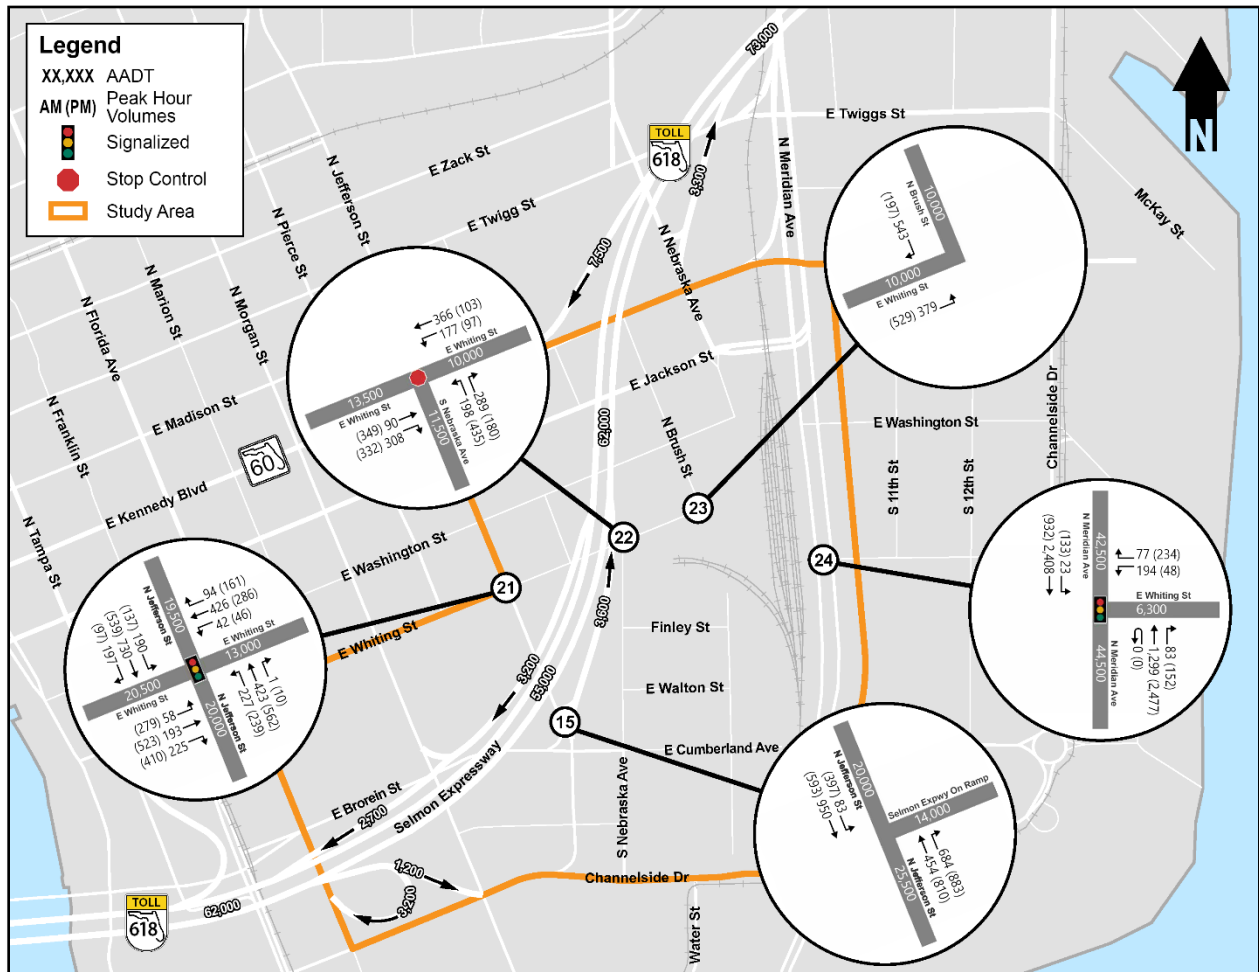 Legend
XX,XXX AADT
AM (PM) Peak Hour
Volumes
Signalized
Stop Control
Study Area
N
73,000
TOLL
618
3,300
7,500
62,000
3,600
3,200
55,000
2,700
1,200
3,200
62,000
TOLL
618
60
E Twiggs St
McKay St
N Meridian Ave
E Zack St
E Twigg St
N Jefferson St
N Pierce St
N Morgan St
N Marion St
N Florida Ave
N Franklin St
N Tampa St
N Nebraska Ave
E Madison St
E Kennedy Blvd
E Jackson St
N Brush St
E Washington St
E Washington St
S 11th St
S 12th St
Channelside Dr
E Whiting St
Finley St
E Walton St
E Cumberland Ave
S Nebraska Ave
E Brorein St
Selmon Expressway
Channelside Dr
Water St
22
366 (103)
177 (97)
E Whiting St
10,000
13,500
E Whiting St
S Nebraska Ave
11,500
(349) 90
(332) 308
289 (180)
198 (435)
23
N Brush St
10,000
(197) 543
10,000
E Whiting St
(529) 379
21
94 (161)
426 (286)
42 (46)
N Jefferson St
19,500
(137) 190
(539) 730
(97) 197
E Whiting St
13,000
20,500
E Whiting St
(279) 58
(523) 193
(410) 225
N Jefferson St
20,000
1 (10)
423 (562)
227 (239)
24
N Meridian Ave
42,500
(133) 23
(932) 2,408
77 (234)
194 (48)
E Whiting St
6,300
N Meridian Ave
44,500
83 (152)
1,299 (2,477)
0 (0)
15
N Jefferson St
20,000
(397) 83
(593) 950
Selmon Expwy On Ramp
14,000
N Jefferson St
25,500
684 (883)
454 (810)